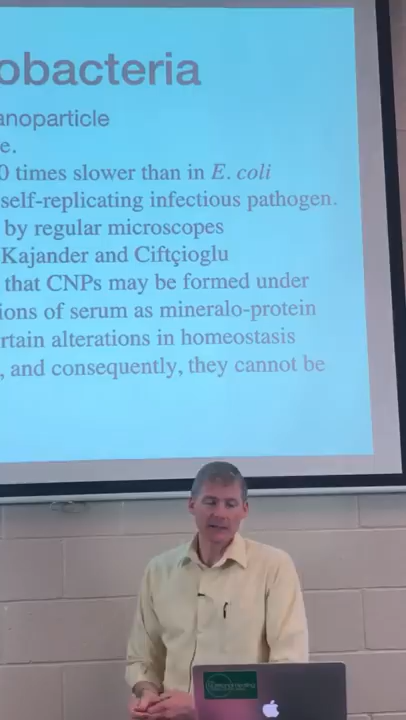 obacteria
anoparticle
e.
0 times slower than in E. coli
self-replicating infectious pathogen.
by regular microscopes
Kajander and Ciftçioglu
that CNPs may be formed under
ions of serum as mineralo-protein
rtain alterations in homeostasis
, and consequently, they cannot be